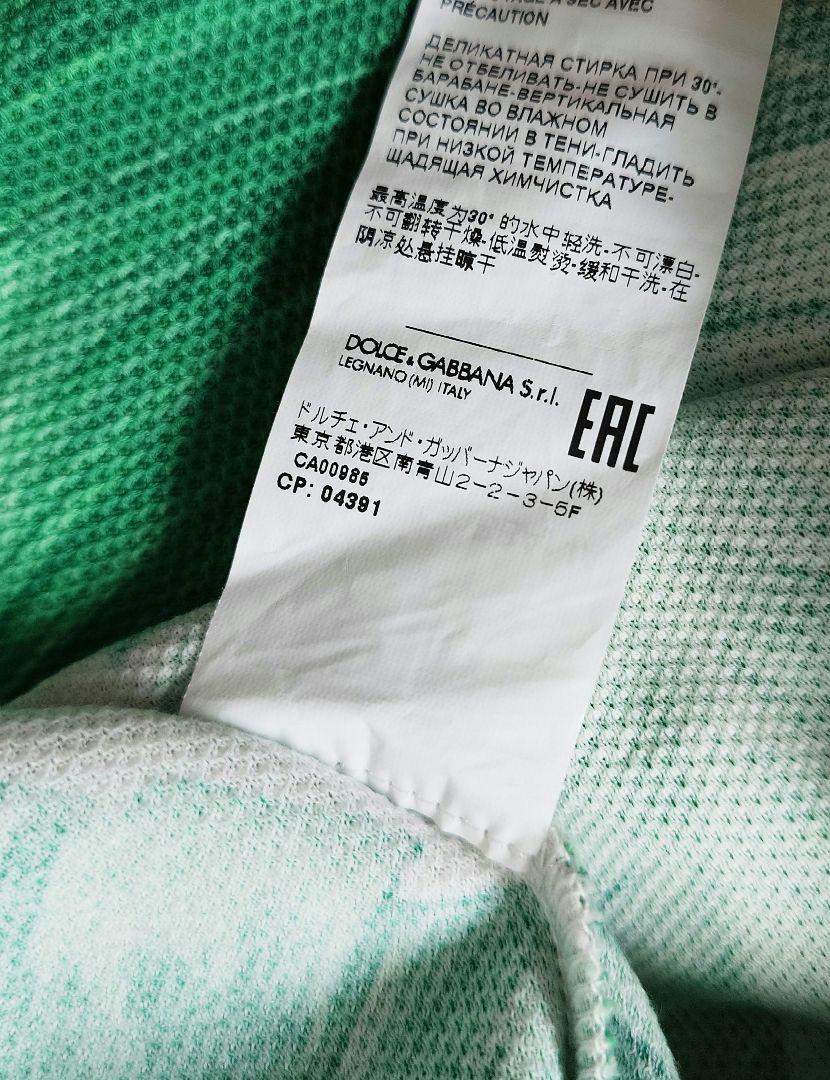 AGE À SEC AVEC
PRÉCAUTION
ДЕЛИКАТНАЯ СТИРКА ПРИ 30°-
НЕ ОТБЕЛИВАТЬ-НЕ СУШИТЬ В
БАРАБАНЕ-ВЕРТИКАЛЬНАЯ
СУШКА ВО ВЛАЖНОМ
СОСТОЯНИИ В ТЕНИ-ГЛАДИТЬ
ПРИ НИЗКОЙ ТЕМПЕРАТУРЕ-
ЩАДЯЩАЯ ХИМЧИСТКА
最高温度为30° 的水中轻洗-不可漂白-
不可翻转干燥-低温熨烫-缓和干洗-在
阴凉处悬挂晾干
DOLCE & GABBANA S.r.l.
LEGNANO (MI) ITALY
EAC
ドルチェ・アンド・ガッバーナジャパン(株)
東京都港区南青山2-2-3-5F
CA00985
CP: 04391